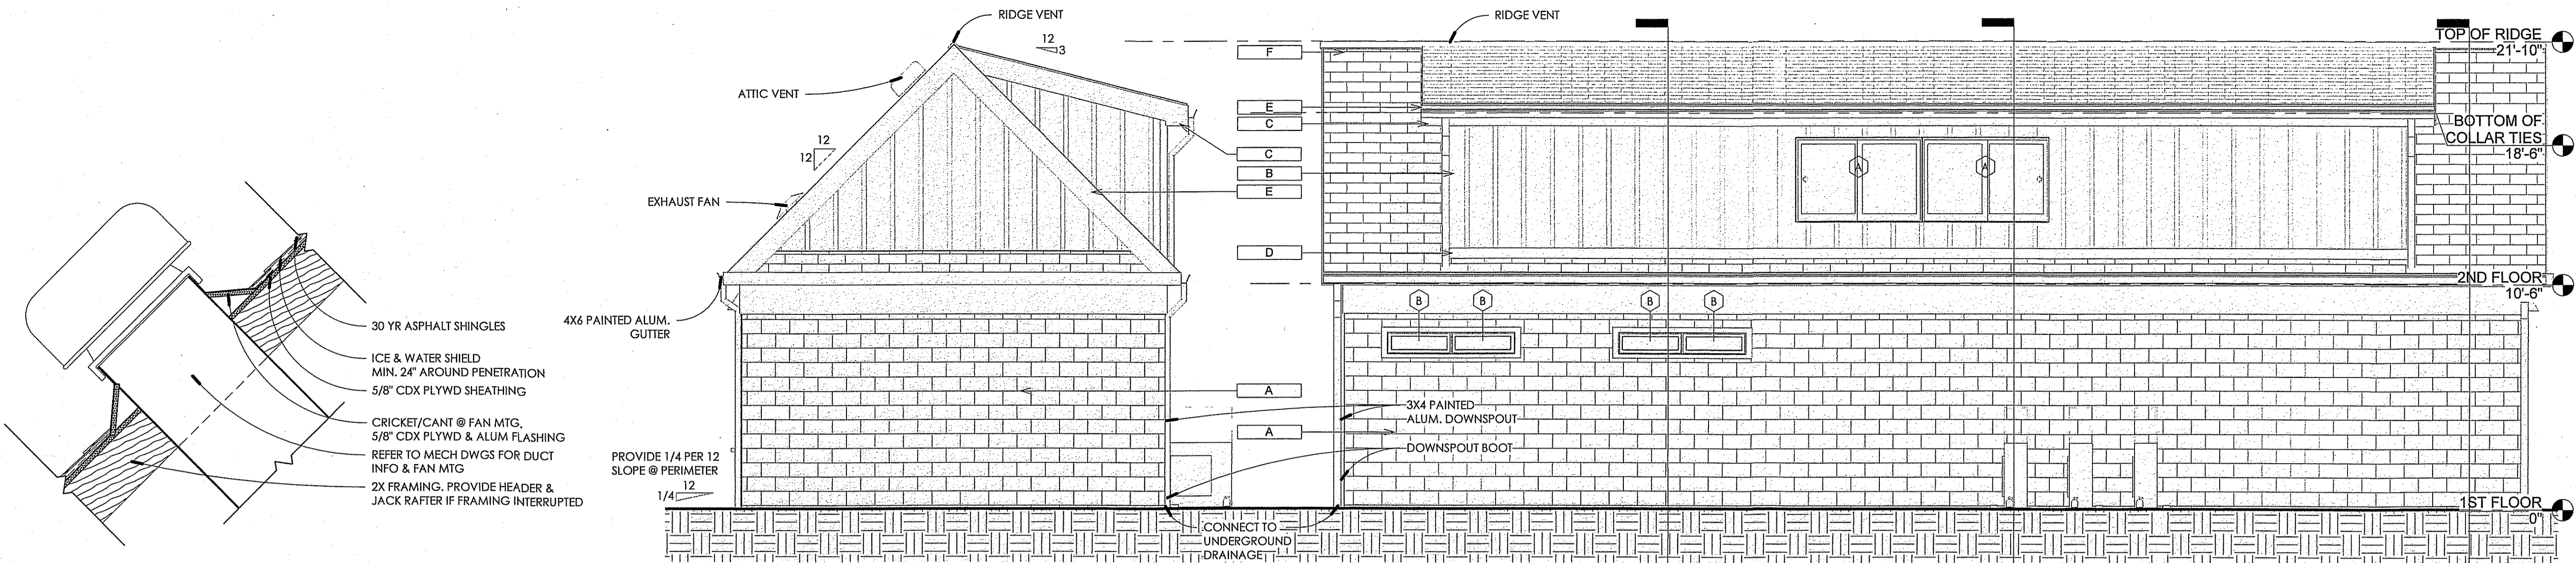 30 YR ASPHALT SHINGLES
ICE & WATER SHIELD
MIN. 24" AROUND PENETRATION
5/8" CDX PLYWD SHEATHING
CRICKET/CANT @ FAN MTG.
5/8" CDX PLYWD & ALUM FLASHING
REFER TO MECH DWGS FOR DUCT
INFO & FAN MTG
2X FRAMING. PROVIDE HEADER &
JACK RAFTER IF FRAMING INTERRUPTED
RIDGE VENT
12
3
ATTIC VENT
12
12
EXHAUST FAN
4X6 PAINTED ALUM.
GUTTER
PROVIDE 1/4 PER 12
SLOPE @ PERIMETER
12
1/4
F
E
C
C
B
E
D
A
A
3X4 PAINTED
ALUM. DOWNSPOUT
DOWNSPOUT BOOT
CONNECT TO
UNDERGROUND
DRAINAGE
RIDGE VENT
A
A
B
B
B
B
TOP OF RIDGE
21'-10"
BOTTOM OF
COLLAR TIES
18'-6"
2ND FLOOR
10'-6"
1ST FLOOR
0"